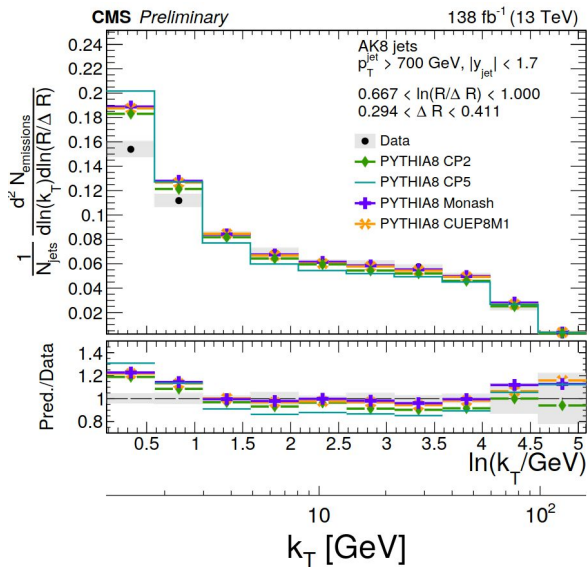 CMS Preliminary 138 fb⁻¹ (13 TeV)
0.24
0.22
0.2
0.18
0.16
0.14
0.12
0.1
0.08
0.06
0.04
0.02
1/N_jets d² N_emissions / dln(k_T)dln(R/Δ R)
AK8 jets
p_T^jet > 700 GeV, |y_jet| < 1.7
0.667 < ln(R/Δ R) < 1.000
0.294 < Δ R < 0.411
Data
PYTHIA8 CP2
PYTHIA8 CP5
PYTHIA8 Monash
PYTHIA8 CUEP8M1
Pred./Data
1.4
1.2
1
0.8
0.5 1 1.5 2 2.5 3 3.5 4 4.5 5
ln(k_T/GeV)
10 10²
k_T [GeV]